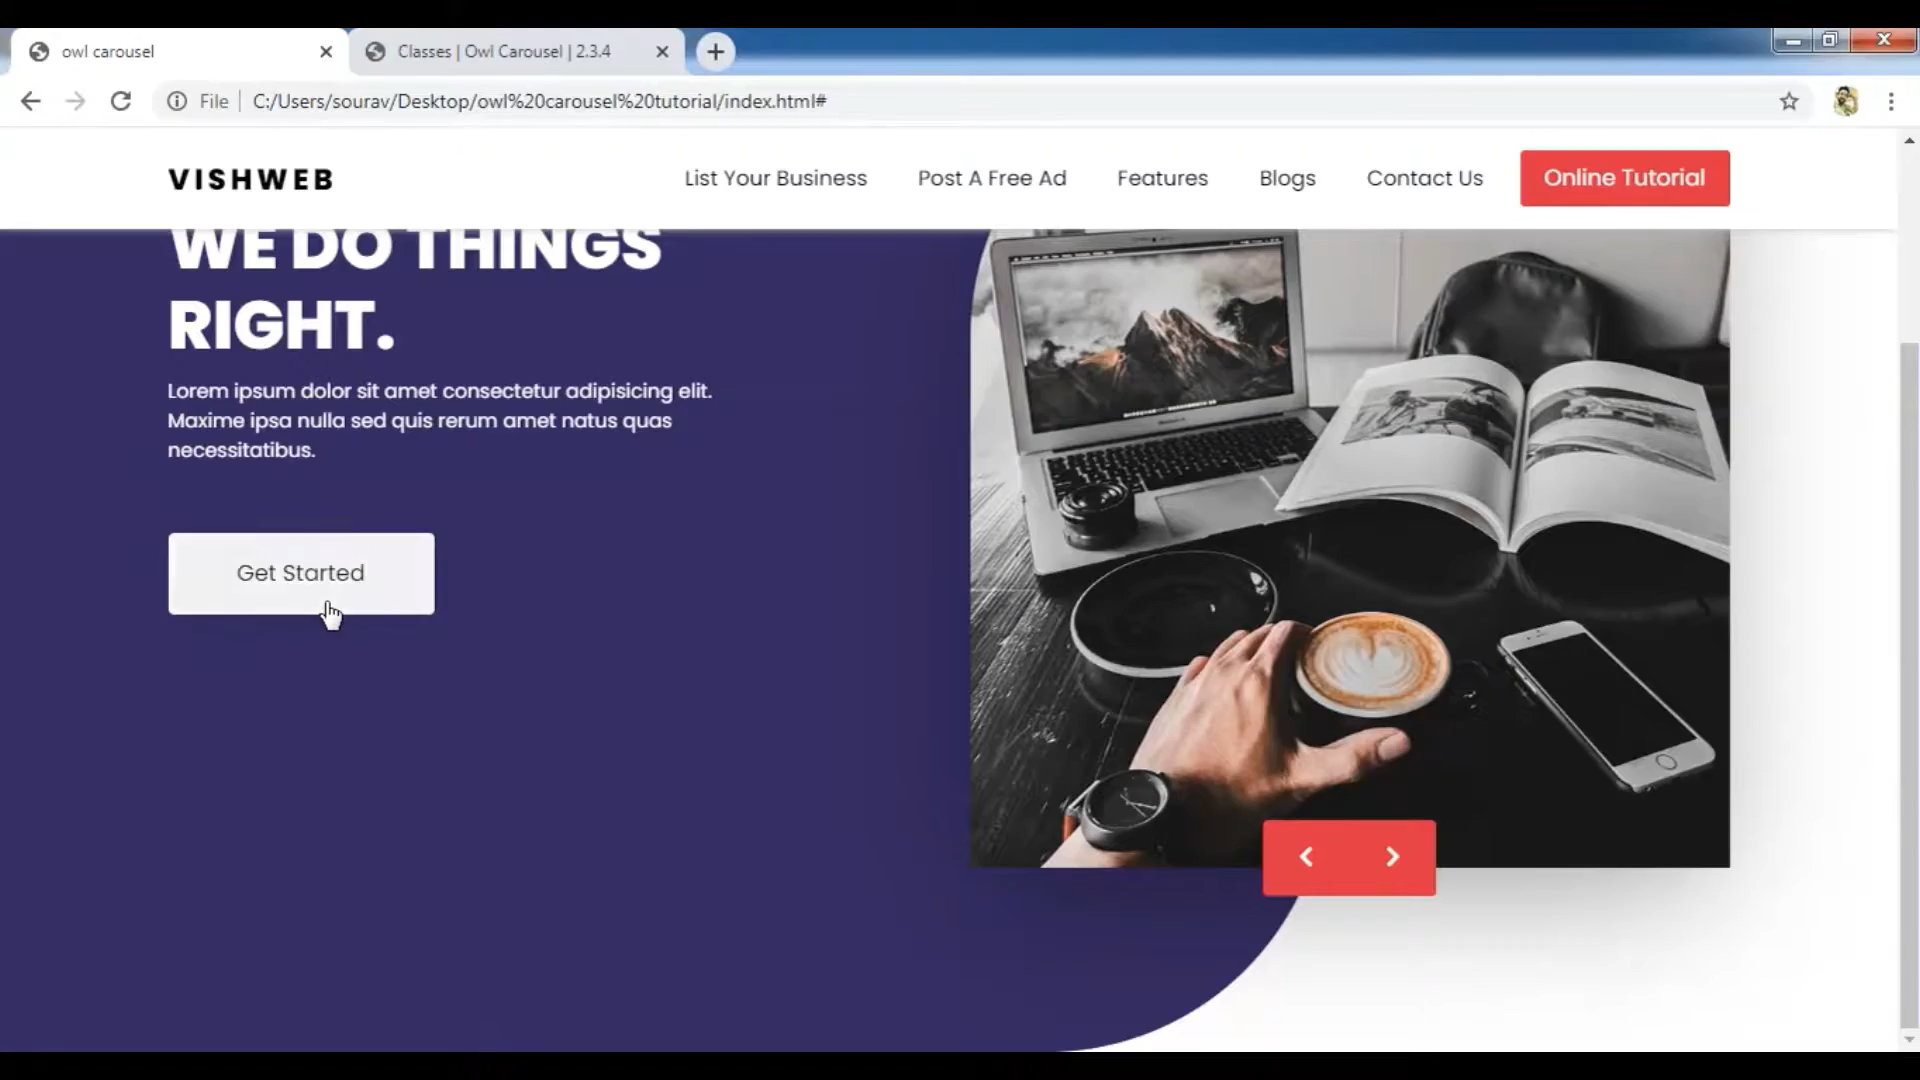 owl carousel
Classes | Owl Carousel | 2.3.4
File
C:/Users/sourav/Desktop/owl%20carousel%20tutorial/index.html#
VISHWEB
List Your Business
Post A Free Ad
Features
Blogs
Contact Us
Online Tutorial
WE DO THINGS
RIGHT.
Lorem ipsum dolor sit amet consectetur adipisicing elit.
Maxime ipsa nulla sed quis rerum amet natus quas
necessitatibus.
Get Started